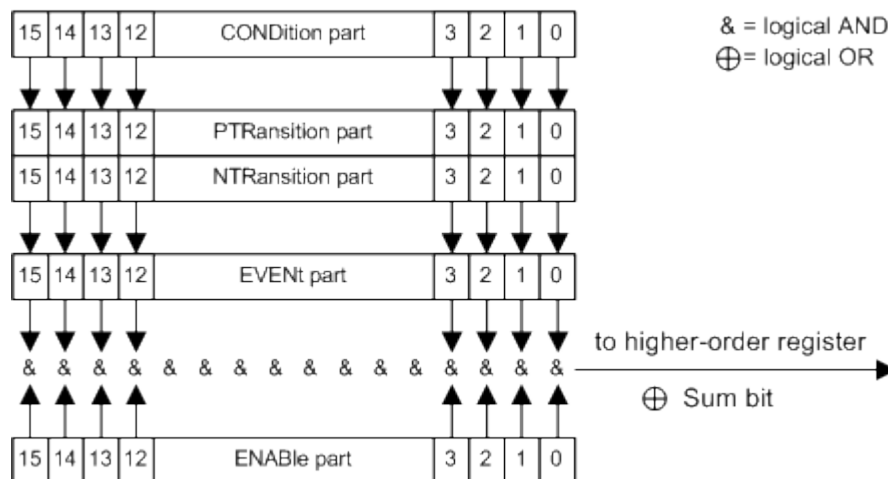 15 14 13 12 CONDition part 3 2 1 0
& = logical AND
⊕ = logical OR
15 14 13 12 PTRansition part 3 2 1 0
15 14 13 12 NTRansition part 3 2 1 0
15 14 13 12 EVENt part 3 2 1 0
& & & & & & & & & & & & & & & &
to higher-order register
⊕ Sum bit
15 14 13 12 ENABle part 3 2 1 0